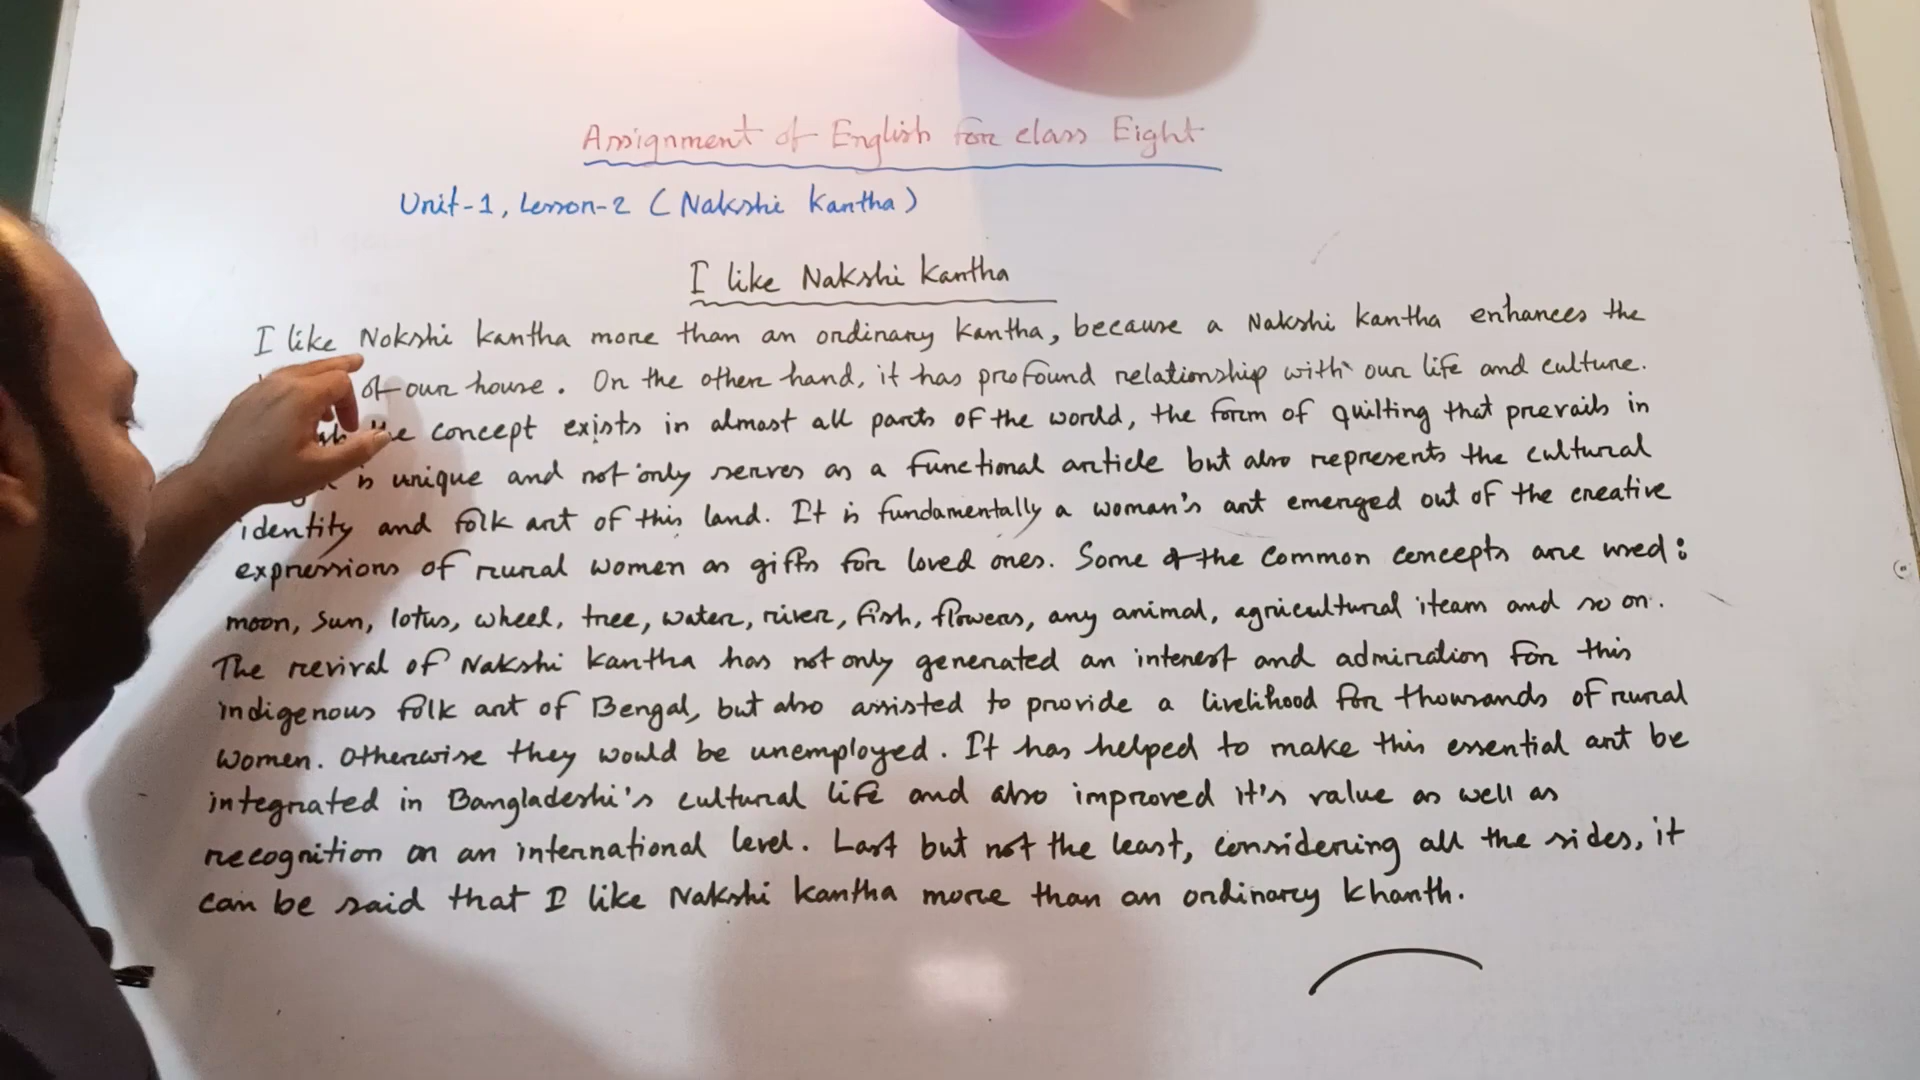 Assignment of English for class Eight
Unit-1, Lesson-2 (Nakshi Kantha)
I like Nakshi Kantha
I like Nokshi kantha more than an ordinary kantha, because a Nakshi kantha enhances the
of our house. On the other hand, it has profound relationship with our life and culture.
the concept exists in almost all parts of the world, the form of quilting that prevails in
is unique and not only serves as a functional article but also represents the cultural
identity and folk art of this land. It is fundamentally a woman's art emerged out of the creative
expressions of rural women as gifts for loved ones. Some of the common concepts are used:
moon, sun, lotus, wheel, tree, water, river, fish, flowers, any animal, agricultural iteam and so on.
The revival of Nakshi Kantha has not only generated an interest and admiration for this
indigenous folk art of Bengal, but also assisted to provide a livelihood for thousands of rural
women. Otherwise they would be unemployed. It has helped to make this essential art be
integrated in Bangladeshi's cultural life and also improved it's value as well as
recognition on an international level. Last but not the least, considering all the sides, it
can be said that I like Nakshi kantha more than an ordinary khanth.